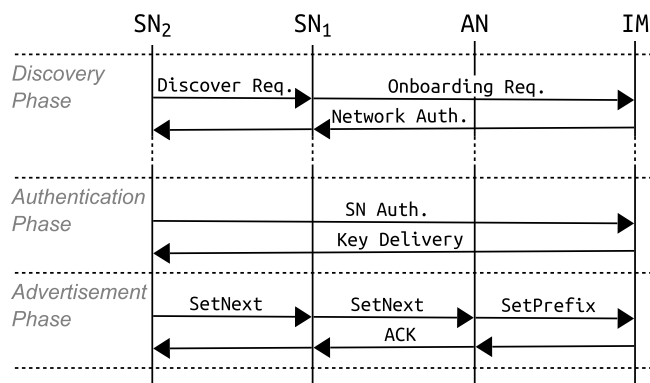 SN₂ SN₁ AN IM
Discovery
Phase
Discover Req. Onboarding Req.
Network Auth.
Authentication
Phase
SN Auth.
Key Delivery
Advertisement
Phase
SetNext SetNext SetPrefix
ACK